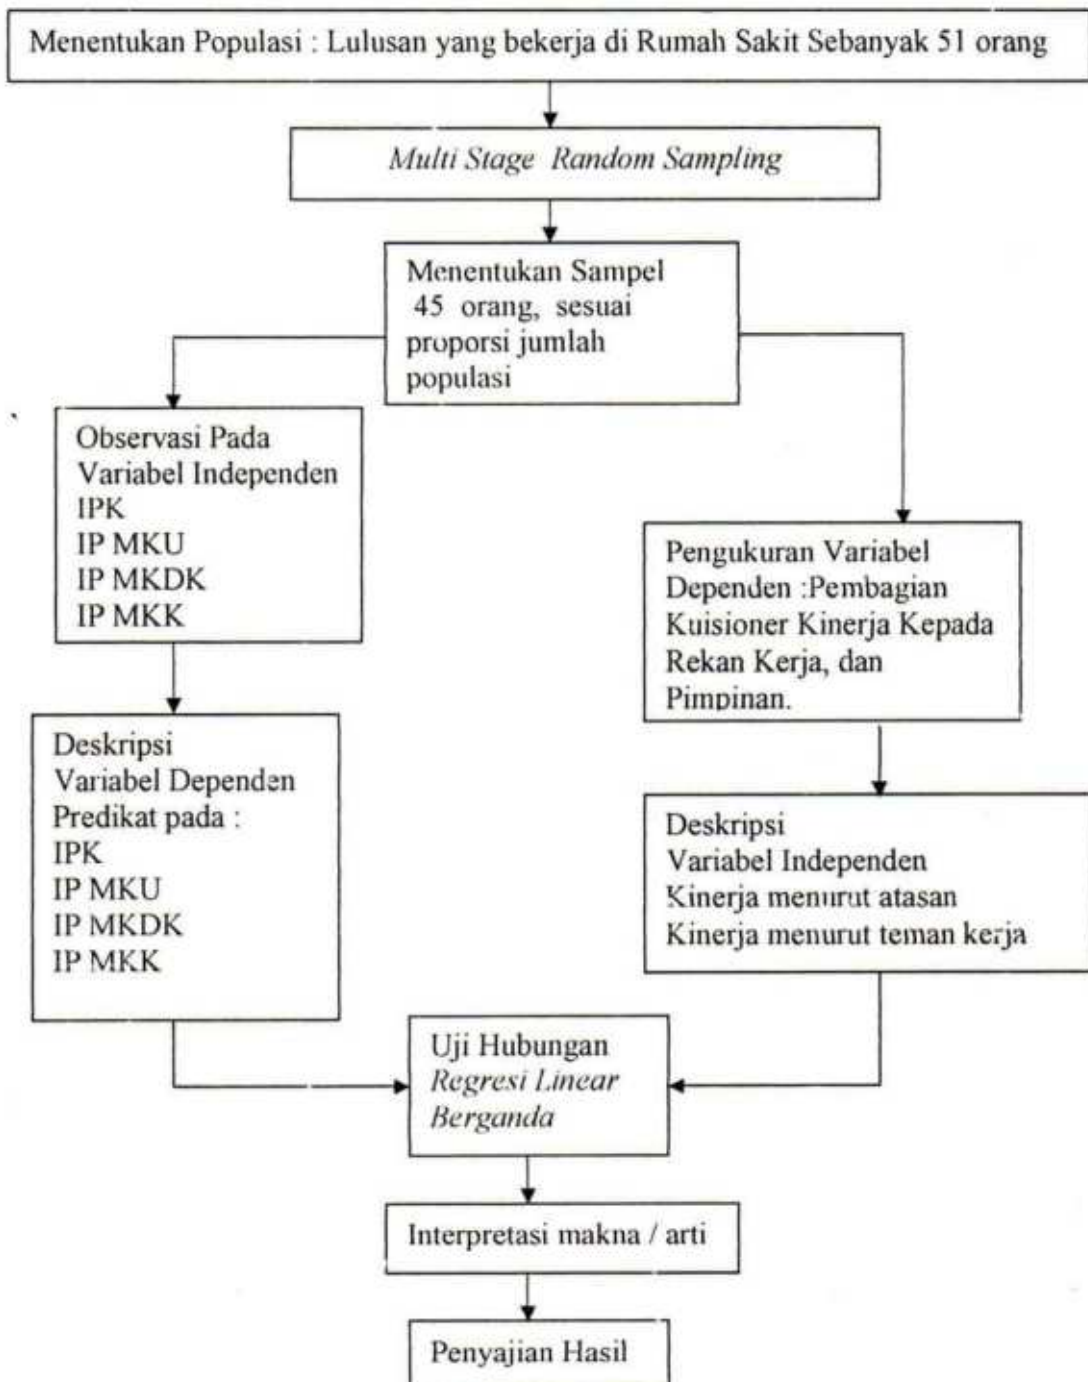 Menentukan Populasi : Lulusan yang bekerja di Rumah Sakit Sebanyak 51 orang
Multi Stage Random Sampling
Menentukan Sampel
45 orang, sesuai
proporsi jumlah
populasi
Observasi Pada
Variabel Independen
IPK
IP MKU
IP MKDK
IP MKK
Pengukuran Variabel
Dependen :Pembagian
Kuisioner Kinerja Kepada
Rekan Kerja, dan
Pimpinan.
Deskripsi
Variabel Dependen
Predikat pada :
IPK
IP MKU
IP MKDK
IP MKK
Deskripsi
Variabel Independen
Kinerja menurut atasan
Kinerja menurut teman kerja
Uji Hubungan
Regresi Linear
Berganda
Interpretasi makna / arti
Penyajian Hasil